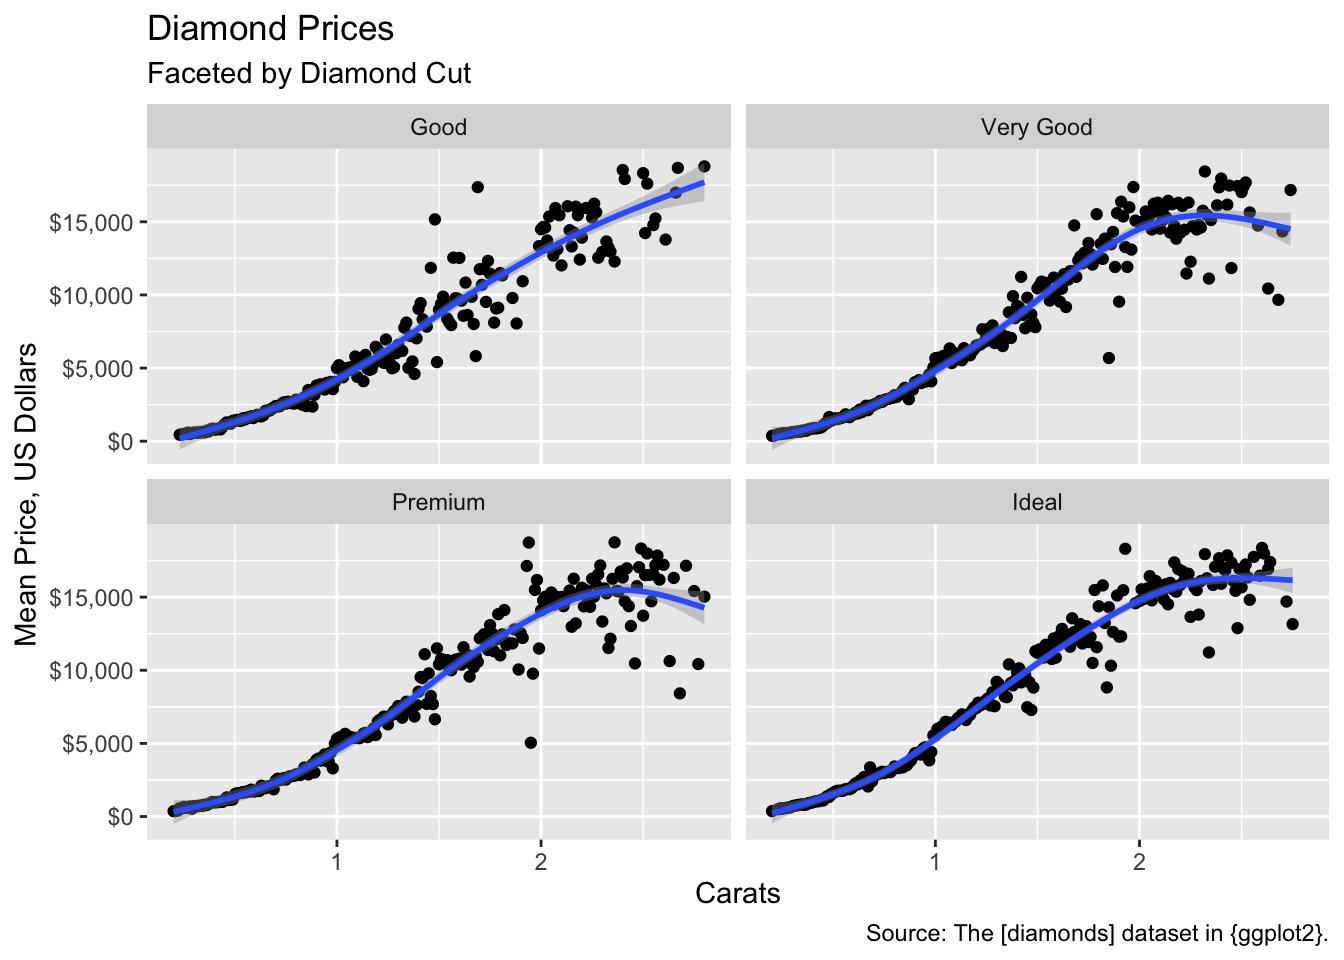 Diamond Prices
Faceted by Diamond Cut
Good
Very Good
$15,000
$10,000
$5,000
$0
Premium
Ideal
$15,000
$10,000
$5,000
$0
Mean Price, US Dollars
1
2
1
2
Carats
Source: The [diamonds] dataset in {ggplot2}.